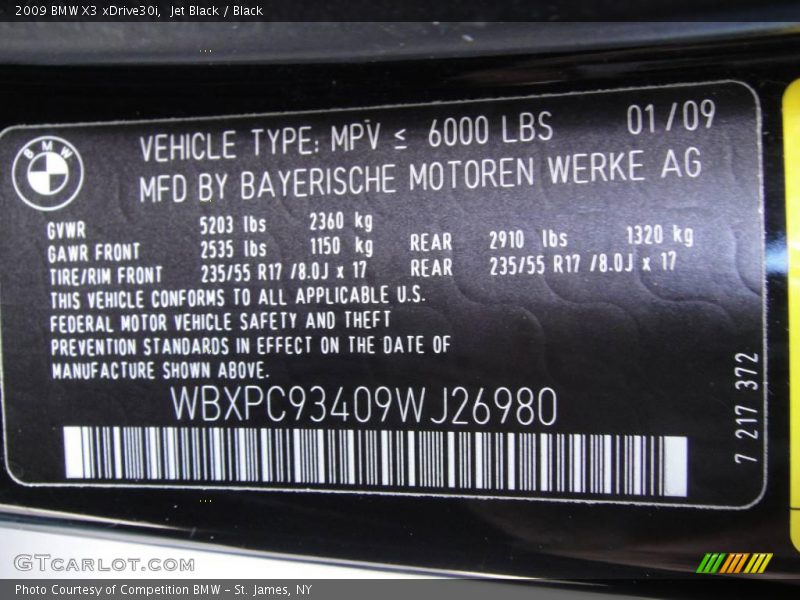 2009 BMW X3 xDrive30i, Jet Black / Black
BMW
VEHICLE TYPE: MPV ≤ 6000 LBS 01/09
MFD BY BAYERISCHE MOTOREN WERKE AG
GVWR 5203 lbs 2360 kg
GAWR FRONT 2535 lbs 1150 kg REAR 2910 lbs 1320 kg
TIRE/RIM FRONT 235/55 R17 /8.0J x 17 REAR 235/55 R17 /8.0J x 17
THIS VEHICLE CONFORMS TO ALL APPLICABLE U.S.
FEDERAL MOTOR VEHICLE SAFETY AND THEFT
PREVENTION STANDARDS IN EFFECT ON THE DATE OF
MANUFACTURE SHOWN ABOVE.
WBXPC93409WJ26980
7 217 372
GTCARLOT.COM
Photo Courtesy of Competition BMW - St. James, NY